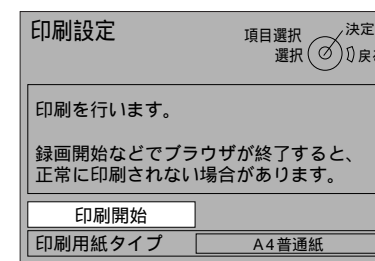 印刷設定
項目選択
決定
選択
戻
印刷を行います。
録画開始などでブラウザが終了すると、
正常に印刷されない場合があります。
印刷開始
印刷用紙タイプ
A4普通紙